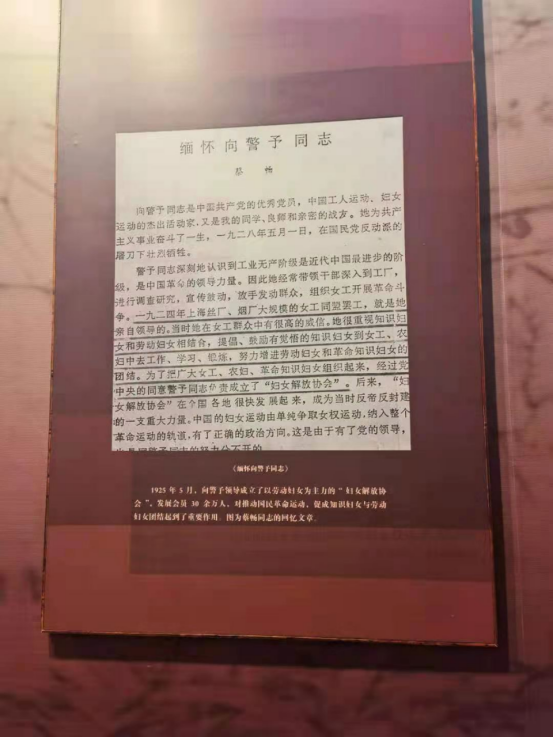 缅怀向警予同志
蔡畅
向警予同志是中国共产党的优秀党员，中国工人运动、妇女
运动的杰出活动家，又是我的同学、良师和亲密的战友。她为共产
主义事业奋斗了一生，一九二八年五月一日，在国民党反动派的
屠刀下壮烈牺牲。
警予同志深刻地认识到工业无产阶级是近代中国最进步的阶
级，是中国革命的领导力量。因此她经常带领干部深入到工厂，
进行调查研究，宣传鼓动，放手发动群众，组织女工开展革命斗
争。一九二四年上海丝厂、烟厂大规模的女工同盟罢工，就是她
亲自领导的。当时她在女工群众中有很高的威信。她很重视知识妇
女和劳动妇女相结合，提倡、鼓励有觉悟的知识妇女到女工、农
妇中去工作、学习、锻炼，努力增进劳动妇女和革命知识妇女的
团结。为了把广大女工、农妇、革命知识妇女组织起来，经过党
中央的同意警予同志负责成立了“妇女解放协会”。后来，“妇
女解放协会”在全国各地很快发展起来，成为当时反帝反封建
的一支重大力量。中国的妇女运动由单纯争取女权运动，纳入整个
革命运动的轨道，有了正确的政治方向。这是由于有了党的领导，
《缅怀向警予同志》
1925 年 5 月，向警予领导成立了以劳动妇女为主力的“妇女解放协
会”，发展会员 30 余万人，对推动国民革命运动，促成知识妇女与劳动
妇女团结起到了重要作用。图为蔡畅同志的回忆文章。